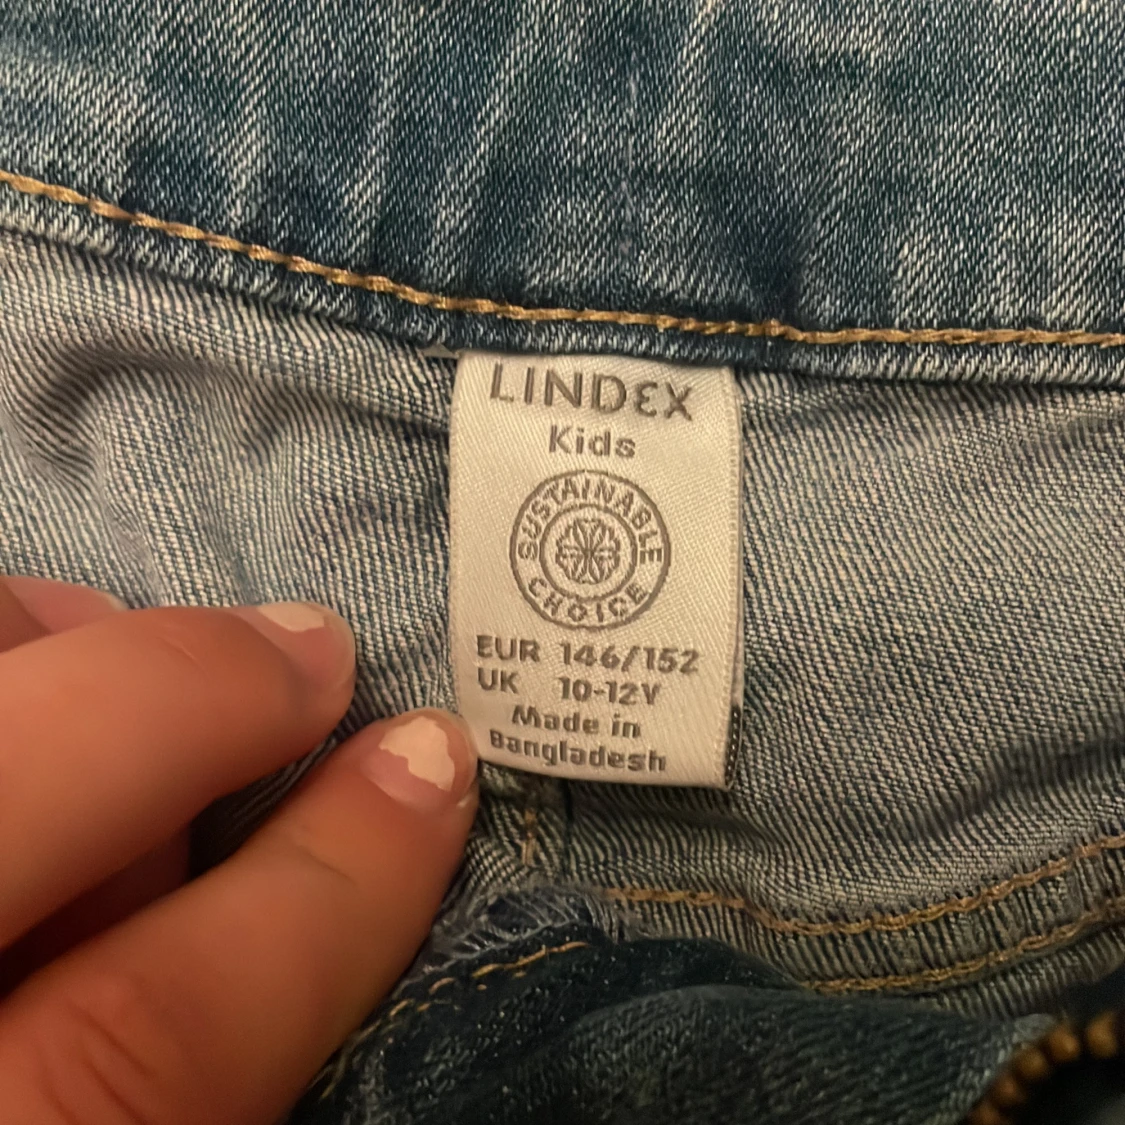 LINDEX
Kids
SUSTAINABLE
CHOICE
EUR 146/152
UK 10-12Y
Made in
Bangladesh